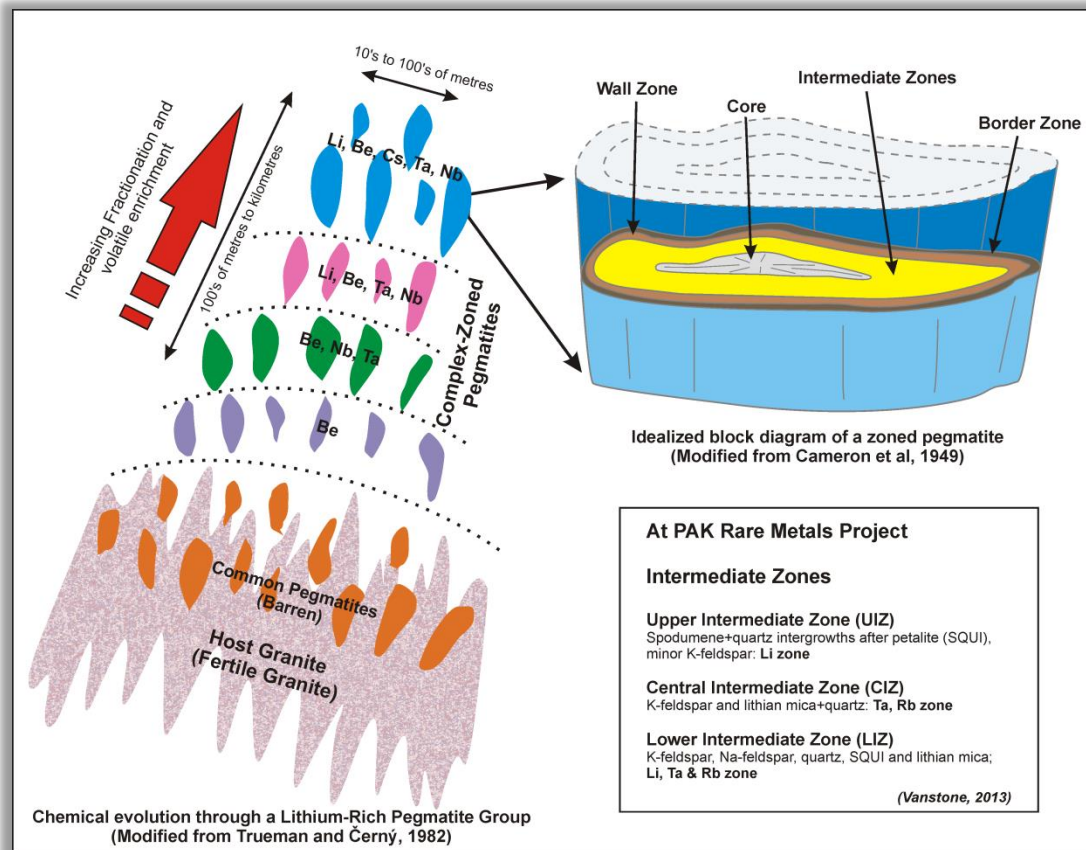 10's to 100's of metres
Increasing Fractionation and
volatile enrichment
100's of metres to kilometres
Li, Be, Cs, Ta, Nb
Li, Be, Ta, Nb
Be, Nb, Ta
Be
Complex-Zoned
Pegmatites
Common Pegmatites
(Barren)
Host Granite
(Fertile Granite)
Chemical evolution through a Lithium-Rich Pegmatite Group
(Modified from Trueman and Černý, 1982)
Wall Zone
Core
Intermediate Zones
Border Zone
Idealized block diagram of a zoned pegmatite
(Modified from Cameron et al, 1949)
At PAK Rare Metals Project
Intermediate Zones
Upper Intermediate Zone (UIZ)
Spodumene+quartz intergrowths after petalite (SQUI),
minor K-feldspar: Li zone
Central Intermediate Zone (CIZ)
K-feldspar and lithian mica+quartz: Ta, Rb zone
Lower Intermediate Zone (LIZ)
K-feldspar, Na-feldspar, quartz, SQUI and lithian mica;
Li, Ta & Rb zone
(Vanstone, 2013)